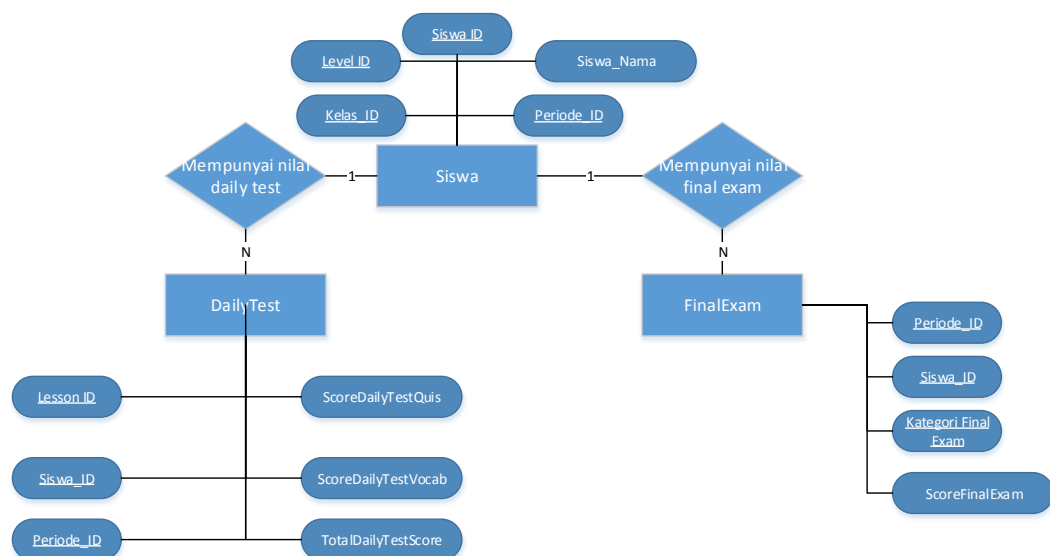 Siswa ID
Level ID
Siswa_Nama
Kelas_ID
Periode_ID
Mempunyai nilai
daily test
1
Siswa
1
Mempunyai nilai
final exam
N
N
DailyTest
FinalExam
Periode_ID
Siswa_ID
Kategori Final
Exam
ScoreFinalExam
Lesson ID
ScoreDailyTestQuis
Siswa_ID
ScoreDailyTestVocab
Periode_ID
TotalDailyTestScore